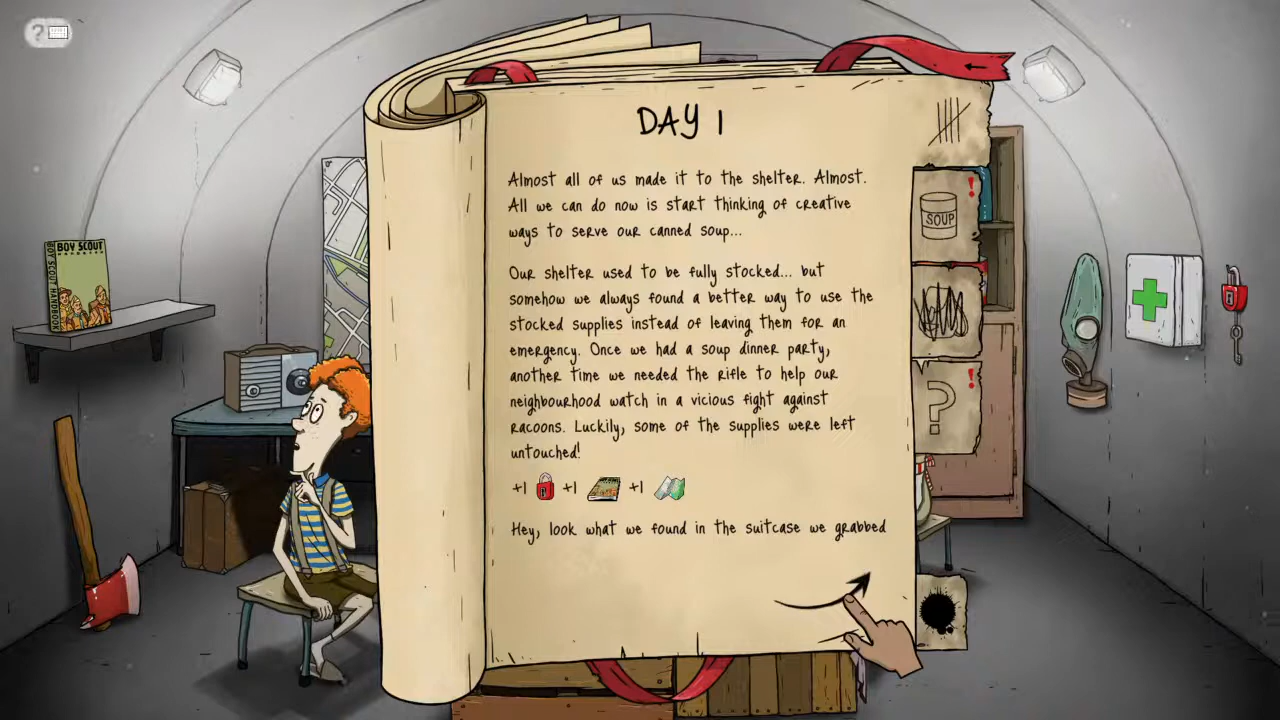 ?
DAY 1
Almost all of us made it to the shelter. Almost.
All we can do now is start thinking of creative
ways to serve our canned soup...
Our shelter used to be fully stocked... but
somehow we always found a better way to use the
stocked supplies instead of leaving them for an
emergency. Once we had a soup dinner party,
another time we needed the rifle to help our
neighbourhood watch in a vicious fight against
racoons. Luckily, some of the supplies were left
untouched!
+1 +1 +1
Hey, look what we found in the suitcase we grabbed
!
SOUP
!
?
BOY SCOUT
BOY SCOUT HANDBOOK